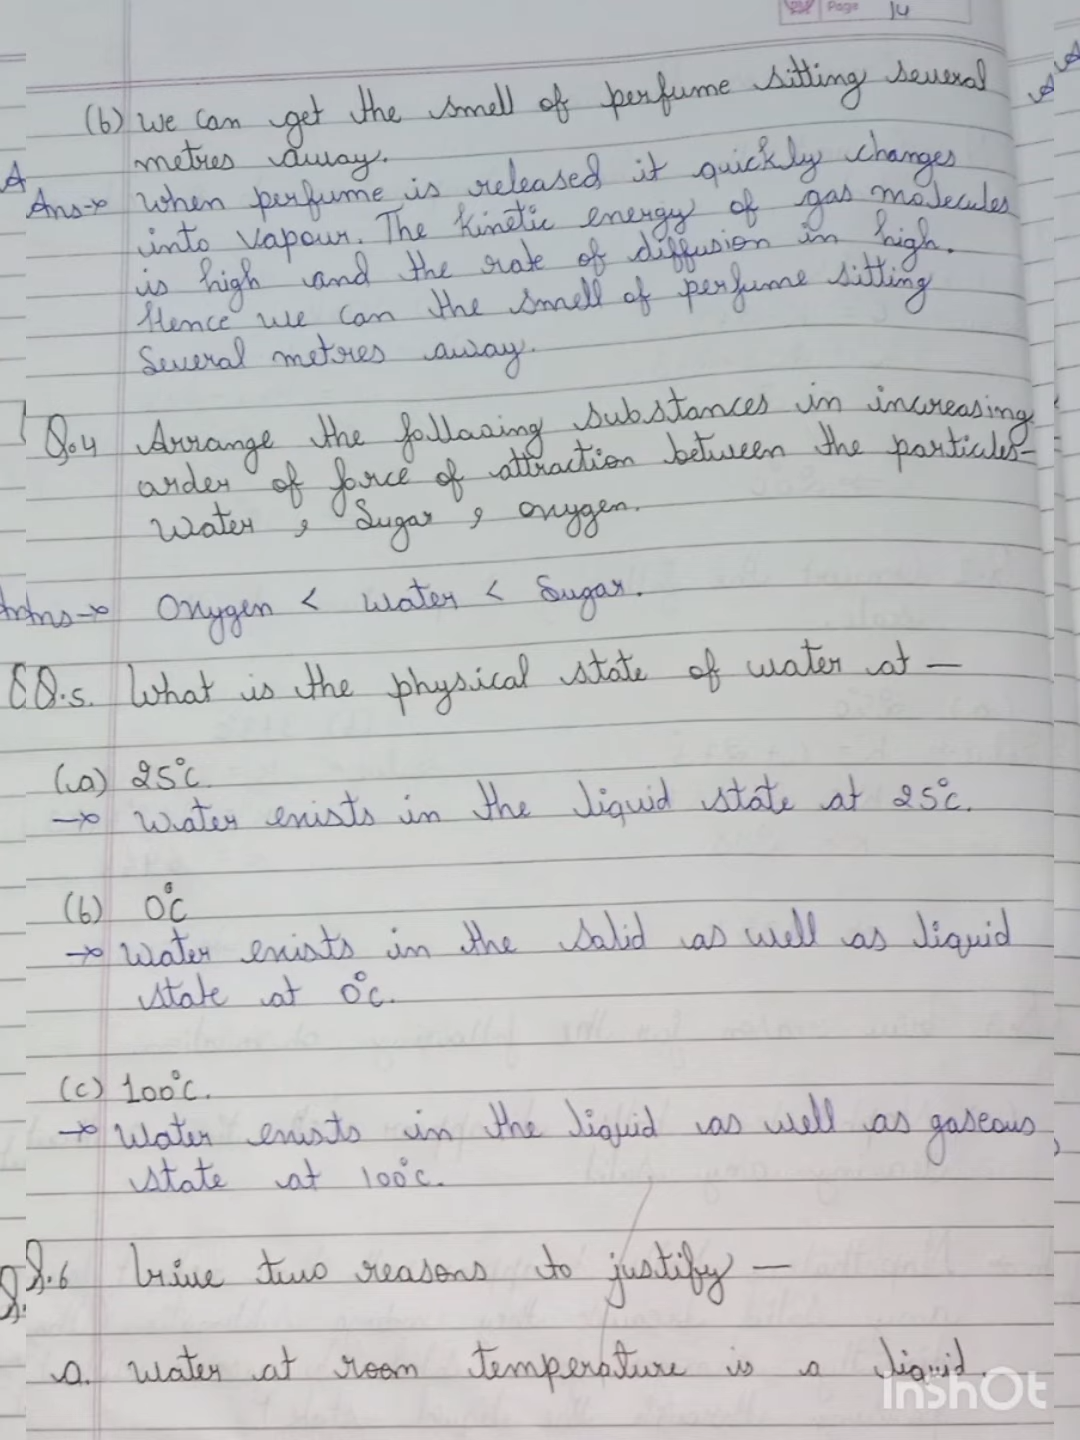 Page 14
(b) We can get the smell of perfume sitting several
metres away.
Ans→ When perfume is released it quickly changes
into vapour. The kinetic energy of gas molecules
is high and the rate of diffusion in high.
Hence we can the smell of perfume sitting
Several metres away.
Q.4 Arrange the following substances in increasing
order of force of attraction between the particles-
Water, Sugar, oxygen.
Ans→ Oxygen < Water < Sugar.
Q.5. What is the physical state of water at —
(a) 25°C.
→ Water exists in the liquid state at 25°C.
(b) 0°C
→ Water exists in the Solid as well as liquid
state at 0°C.
(c) 100°C.
→ Water exists in the liquid as well as gaseous
state at 100°C.
Q.6 Give two reasons to justify —
a. Water at room temperature is a liquid.
InshOt